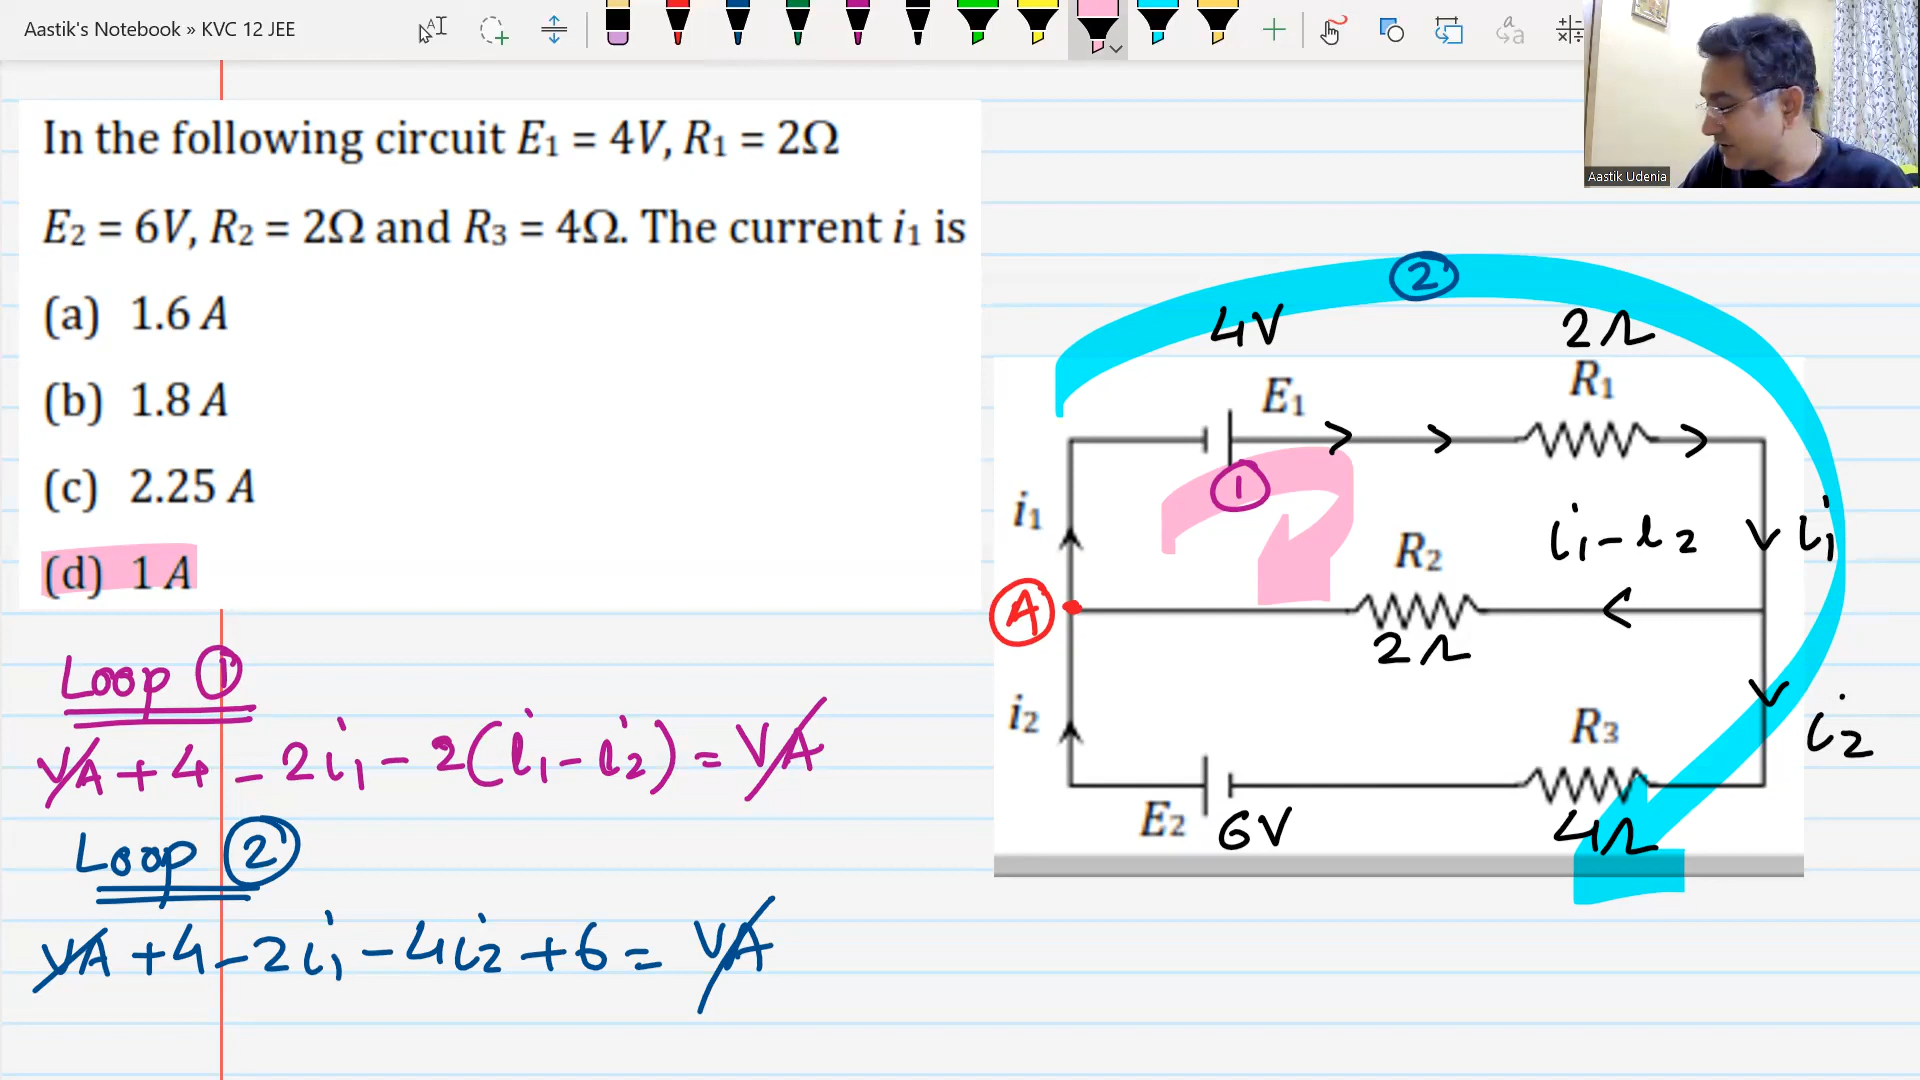 Aastik's Notebook » KVC 12 JEE
Aastik Udenia
In the following circuit E₁ = 4V, R₁ = 2Ω
E₂ = 6V, R₂ = 2Ω and R₃ = 4Ω. The current i₁ is
(a) 1.6 A
(b) 1.8 A
(c) 2.25 A
(d) 1 A
2
4V 2Ω
E₁ R₁
1
i₁ R₂ i₁-i₂ i₁
A
2Ω
i₂ R₃ i₂
E₂ 6V 4Ω
Loop 1
VA + 4 - 2i₁ - 2(i₁-i₂) = VA
Loop 2
VA + 4 - 2i₁ - 4i₂ + 6 = VA